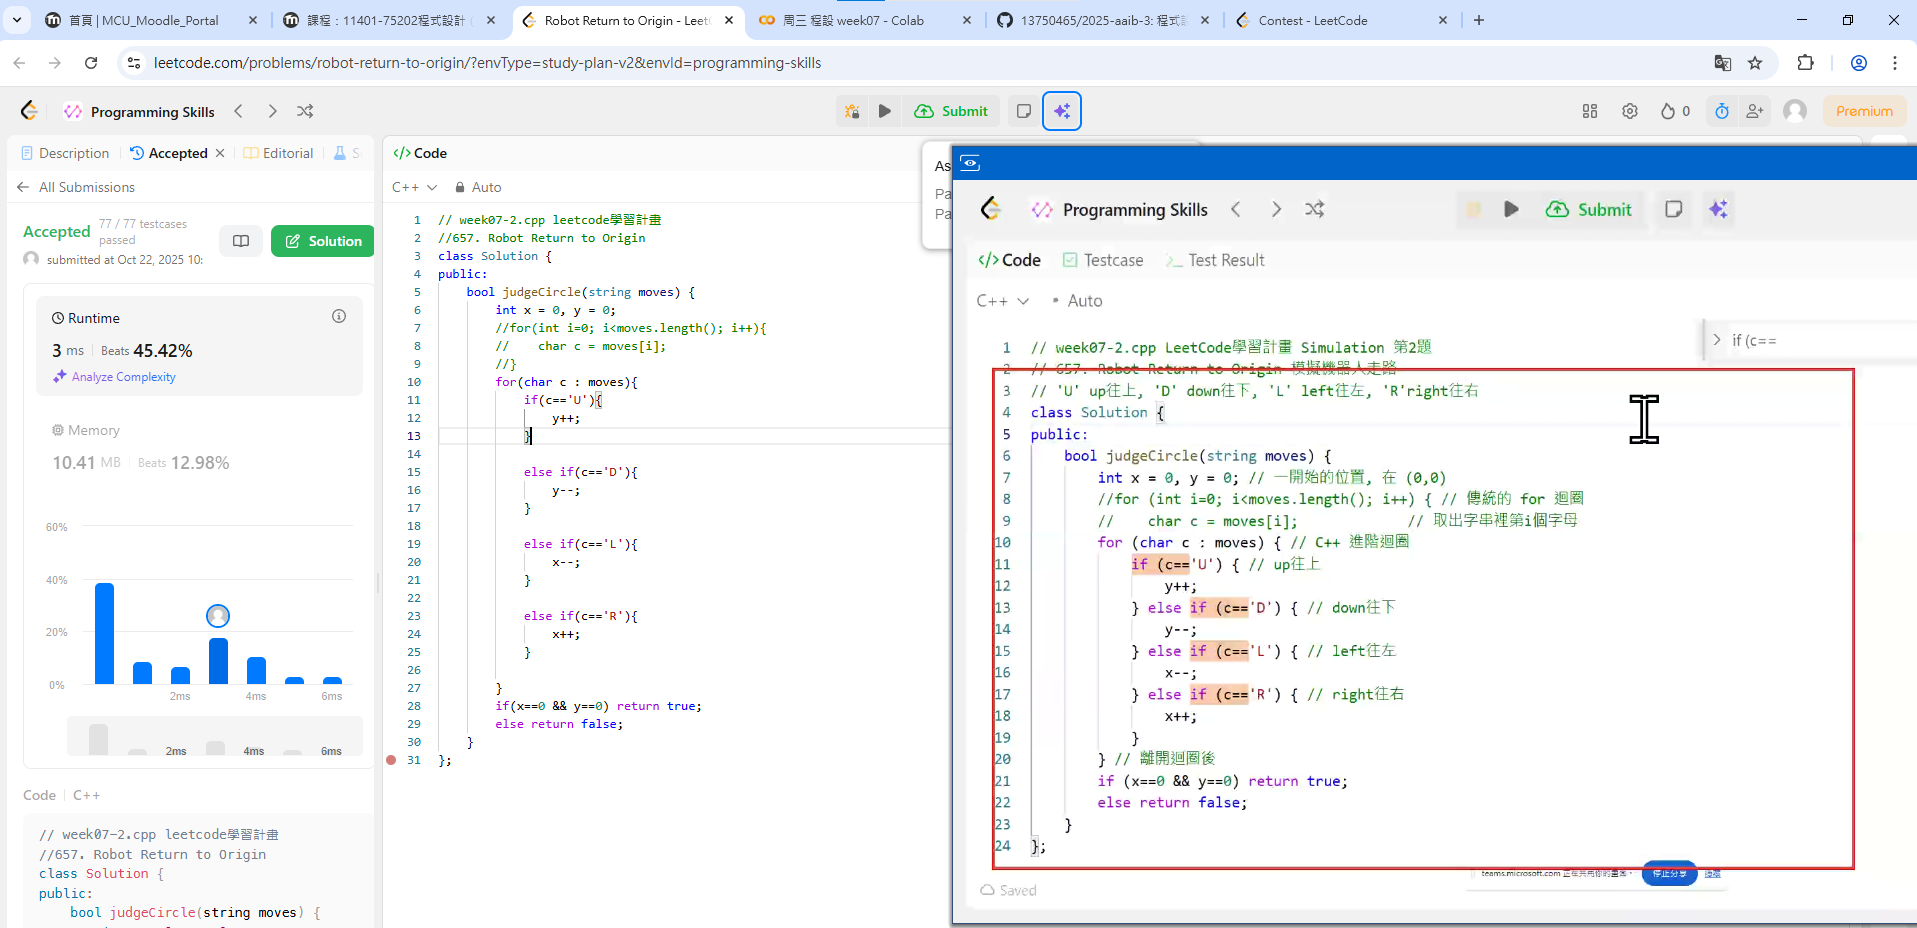 首頁 | MCU_Moodle_Portal
課程：11401-75202程式設計
Robot Return to Origin - Leet
周三 程設 week07 - Colab
13750465/2025-aaib-3: 程式
Contest - LeetCode
leetcode.com/problems/robot-return-to-origin/?envType=study-plan-v2&envId=programming-skills
Programming Skills
Submit
0
Premium
Description
Accepted
Editorial
S
All Submissions
Accepted
77 / 77 testcases
passed
submitted at Oct 22, 2025 10:
Solution
Runtime
3 ms | Beats 45.42%
Analyze Complexity
Memory
10.41 MB | Beats 12.98%
60%
40%
20%
0%
2ms
4ms
6ms
2ms
4ms
6ms
Code | C++
// week07-2.cpp leetcode學習計畫
//657. Robot Return to Origin
class Solution {
public:
bool judgeCircle(string moves) {
</> Code
C++
Auto
1 // week07-2.cpp leetcode學習計畫
2 //657. Robot Return to Origin
3 class Solution {
4 public:
5 bool judgeCircle(string moves) {
6 int x = 0, y = 0;
7 //for(int i=0; i<moves.length(); i++){
8 // char c = moves[i];
9 //}
10 for(char c : moves){
11 if(c=='U'){
12 y++;
13 }
14
15 else if(c=='D'){
16 y--;
17 }
18
19 else if(c=='L'){
20 x--;
21 }
22
23 else if(c=='R'){
24 x++;
25 }
26
27 }
28 if(x==0 && y==0) return true;
29 else return false;
30 }
31 };
As
Pa
Pa
Programming Skills
Submit
</> Code
Testcase
Test Result
C++
Auto
if (c==
1 // week07-2.cpp LeetCode學習計畫 Simulation 第2題
2 // 657. Robot Return to Origin 模擬機器人走路
3 // 'U' up往上, 'D' down往下, 'L' left往左, 'R'right往右
4 class Solution {
5 public:
6 bool judgeCircle(string moves) {
7 int x = 0, y = 0; // 一開始的位置, 在 (0,0)
8 //for (int i=0; i<moves.length(); i++) { // 傳統的 for 迴圈
9 // char c = moves[i]; // 取出字串裡第i個字母
10 for (char c : moves) { // C++ 進階迴圈
11 if (c=='U') { // up往上
12 y++;
13 } else if (c=='D') { // down往下
14 y--;
15 } else if (c=='L') { // left往左
16 x--;
17 } else if (c=='R') { // right往右
18 x++;
19 }
20 } // 離開迴圈後
21 if (x==0 && y==0) return true;
22 else return false;
23 }
24 };
Saved
teams.microsoft.com 正在共用你的畫面。
停止分享
隱藏